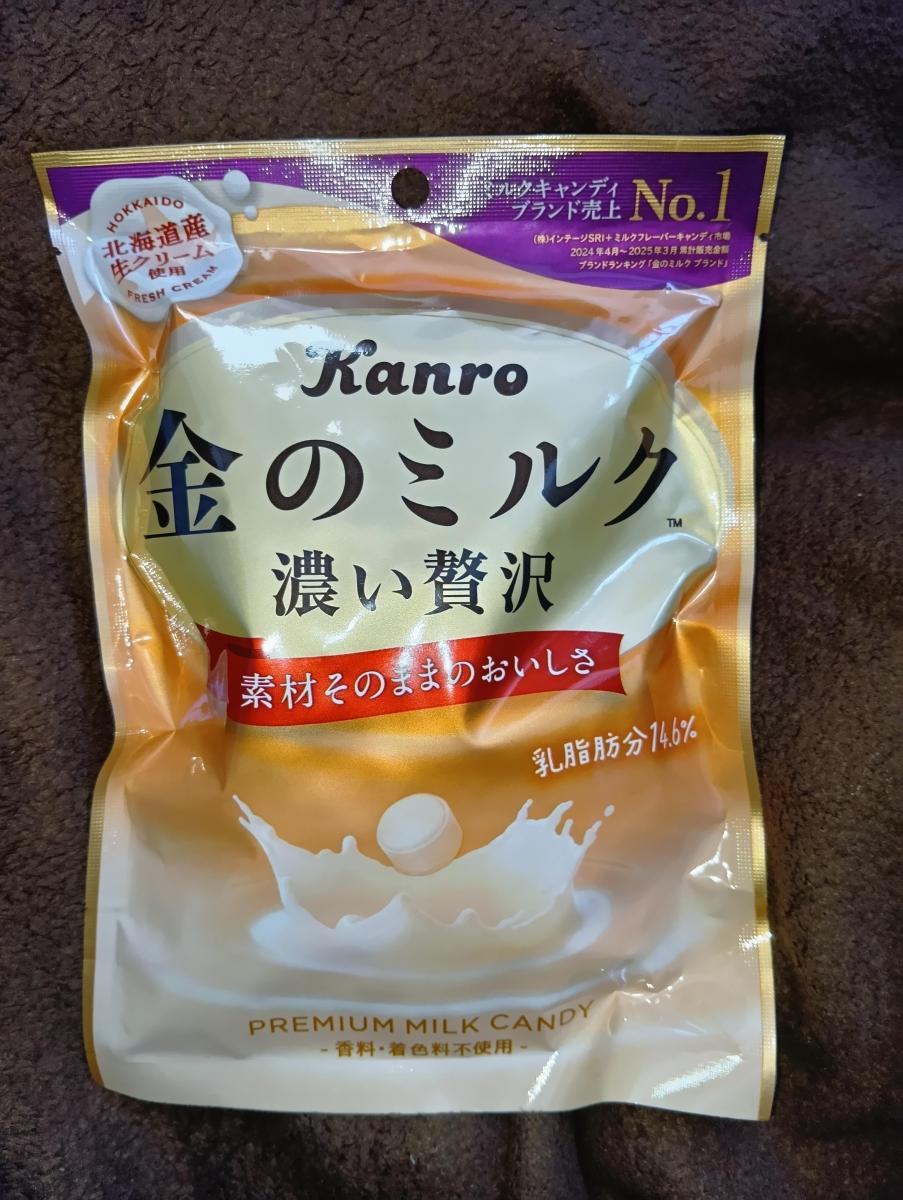 HOKKAIDO
北海道産
生クリーム
使用
FRESH CREAM
ミルクキャンディ
ブランド売上 No.1
(株)インテージSRI+ミルクフレーバーキャンディ市場
2024年4月～2025年3月 累計販売金額
ブランドランキング「金のミルク ブランド」
Kanro
金のミルク
TM
濃い贅沢
素材そのままのおいしさ
乳脂肪分14.6%
PREMIUM MILK CANDY
- 香料・着色料不使用 -